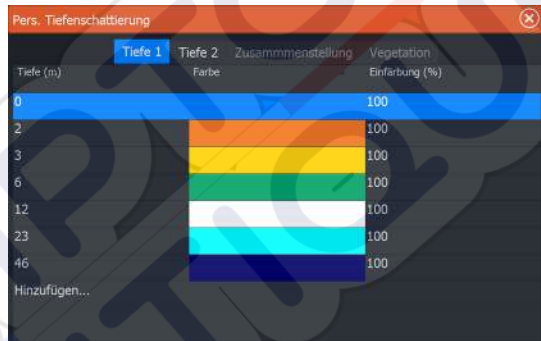 Pers. Tiefenschattierung
Tiefe 1 Tiefe 2 Zusammmenstellung Vegetation
Tiefe (m) Farbe Einfärbung (%)
0 100
2 100
3 100
6 100
12 100
23 100
46 100
Hinzufügen...